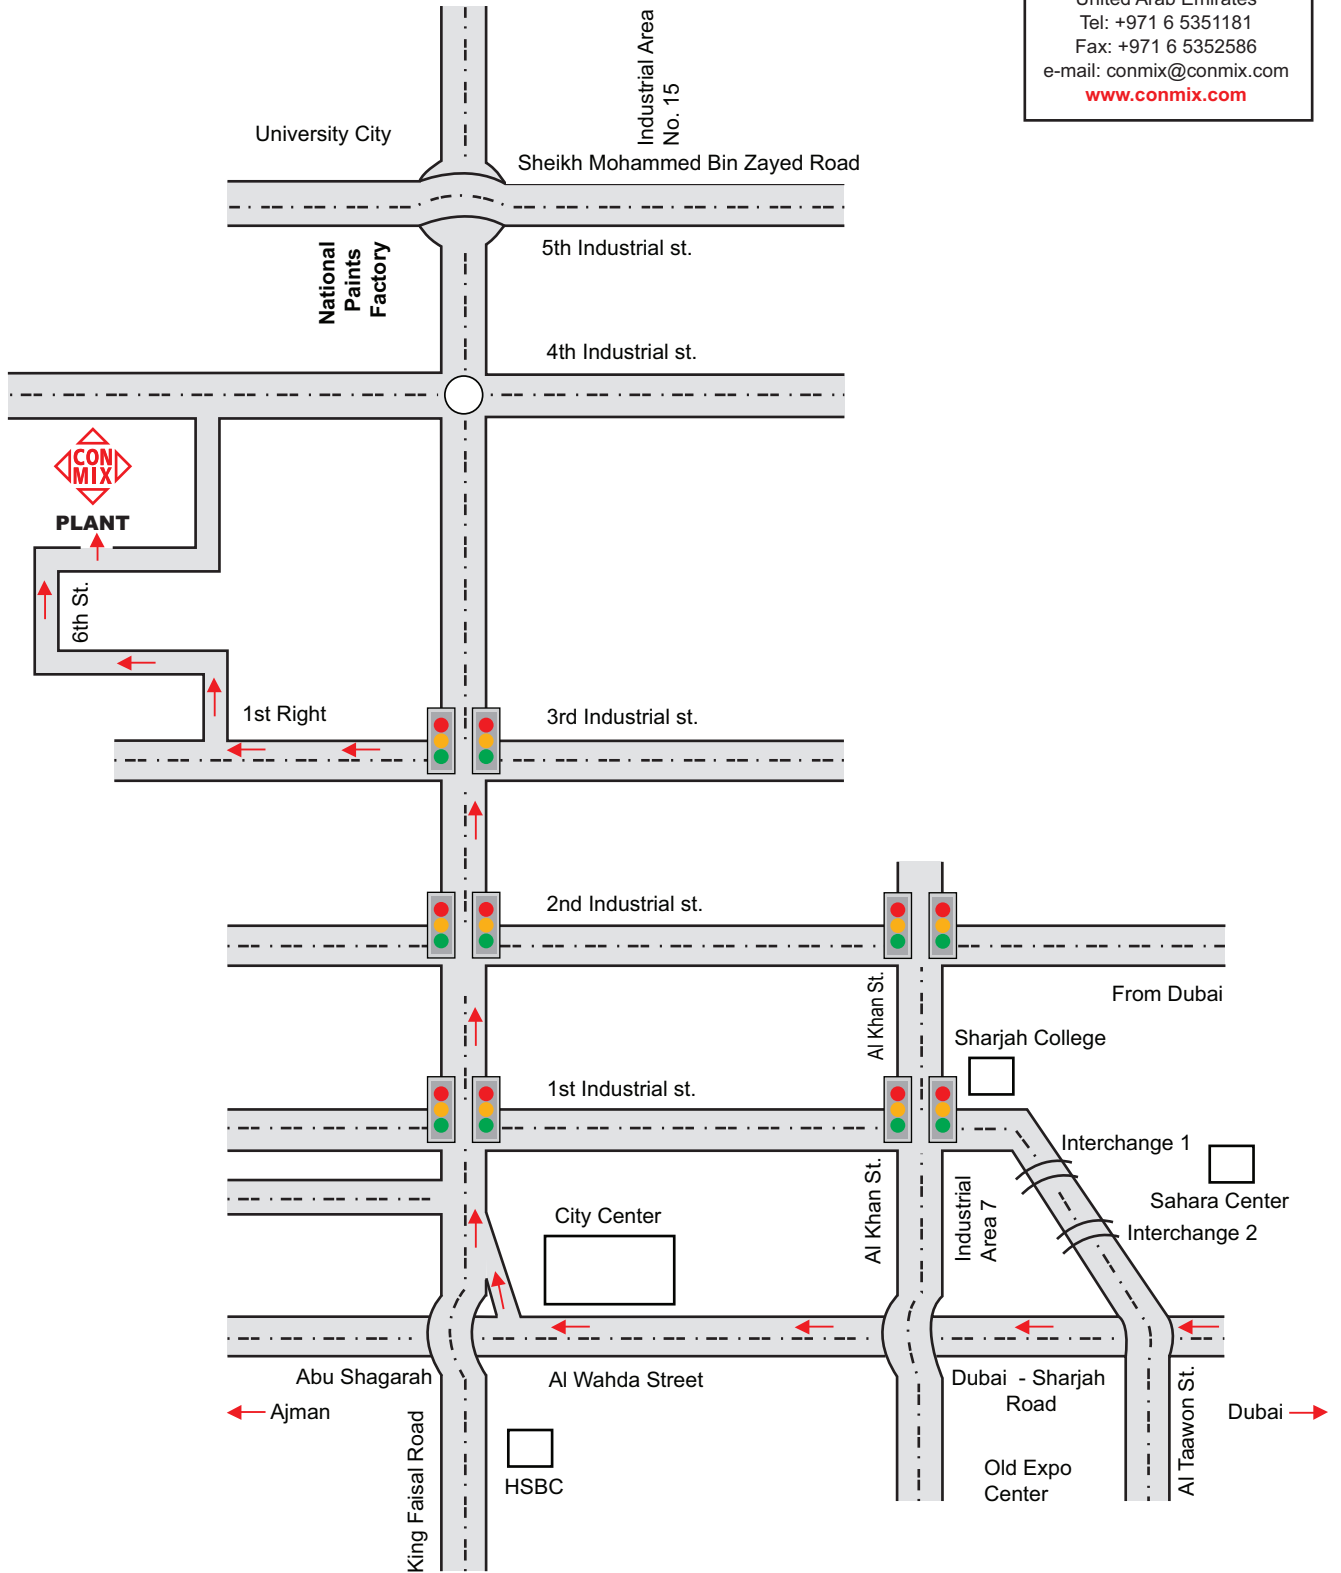 United Arab Emirates
Tel: +971 6 5351181
Fax: +971 6 5352586
e-mail: conmix@conmix.com
www.conmix.com
Industrial Area
No. 15
University City
Sheikh Mohammed Bin Zayed Road
National
Paints
Factory
5th Industrial st.
4th Industrial st.
CON
MIX
PLANT
6th St.
1st Right
3rd Industrial st.
2nd Industrial st.
From Dubai
Al Khan St.
Sharjah College
1st Industrial st.
Interchange 1
Sahara Center
Interchange 2
Al Khan St.
Industrial
Area 7
City Center
Abu Shagarah
Al Wahda Street
Dubai - Sharjah
Road
Ajman
Dubai
King Faisal Road
HSBC
Old Expo
Center
Al Taawon St.